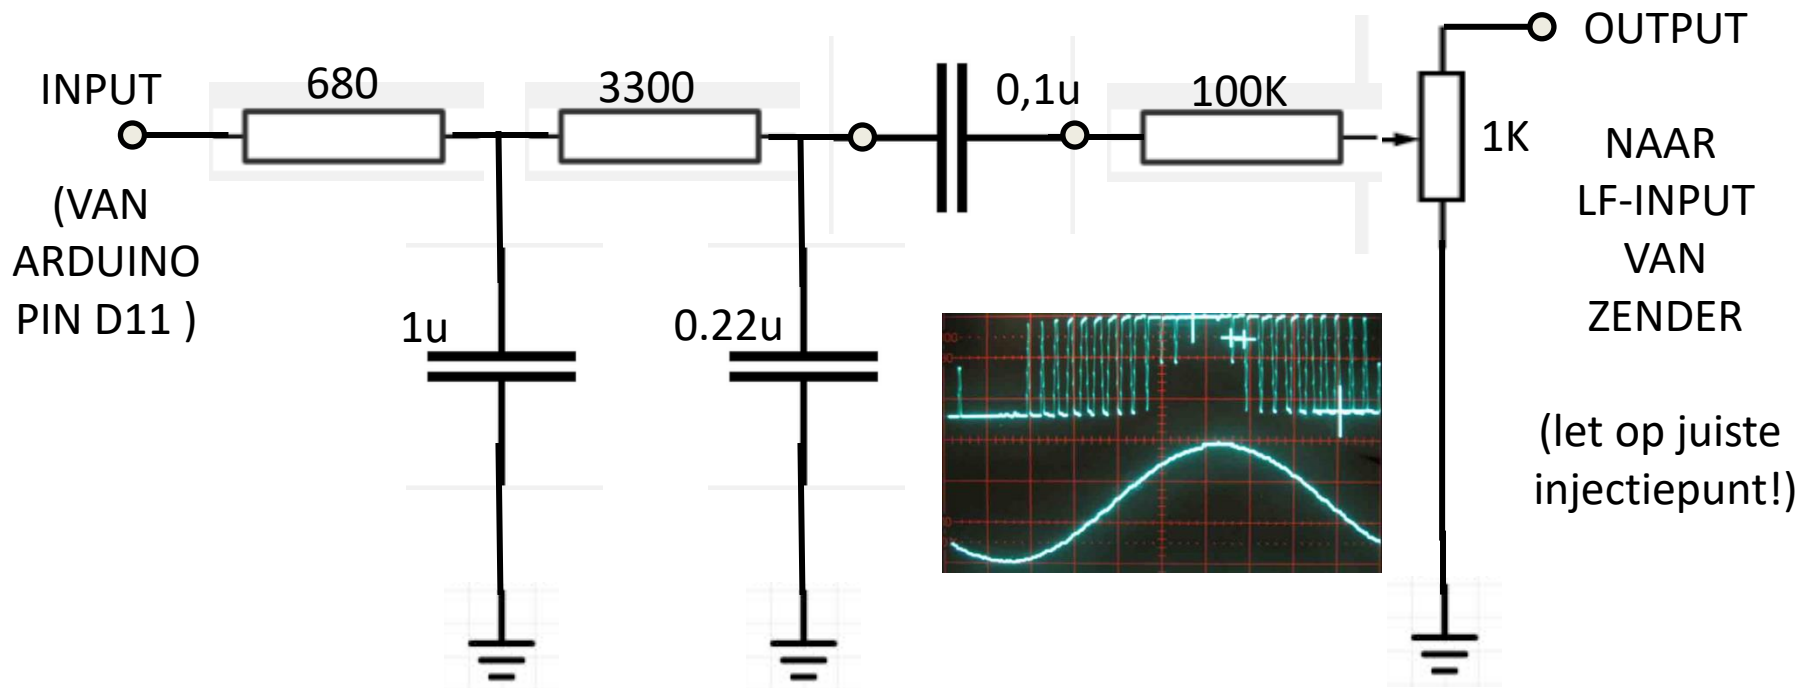 INPUT
(VAN
ARDUINO
PIN D11 )
680
3300
0,1u
100K
1K
1u
0.22u
OUTPUT
NAAR
LF-INPUT
VAN
ZENDER
(let op juiste
injectiepunt!)